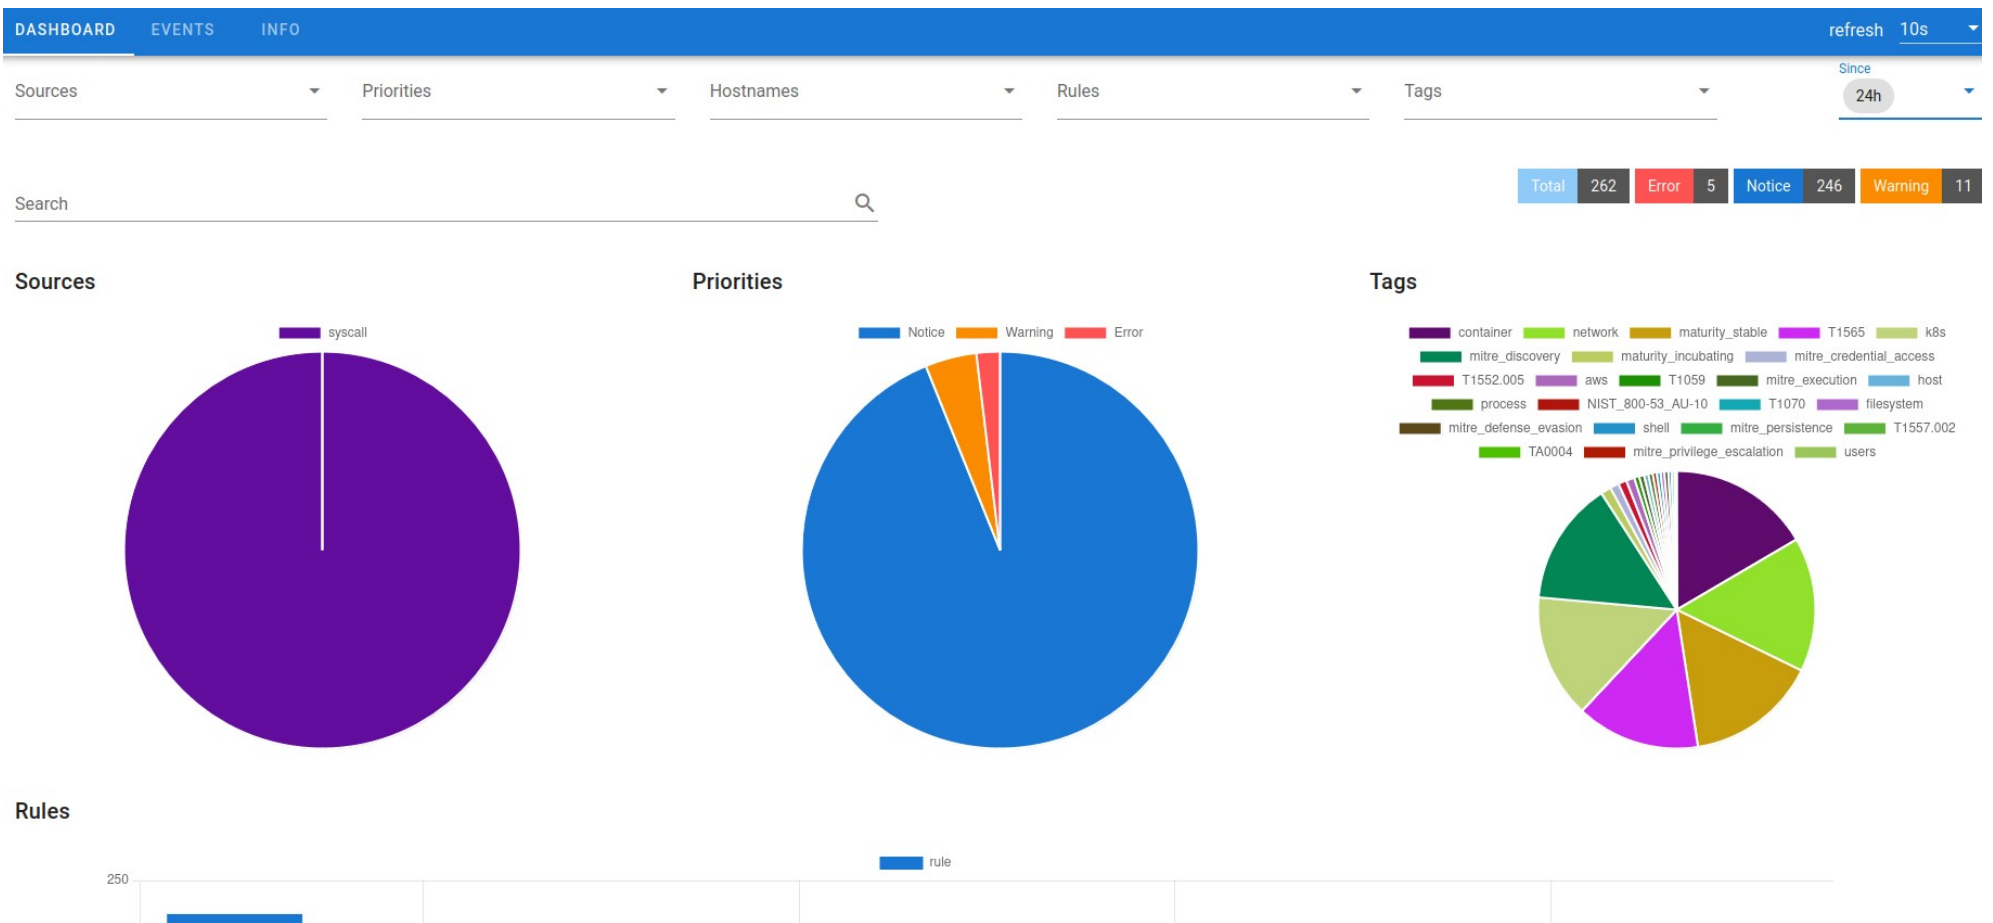 DASHBOARD EVENTS INFO refresh 10s
Since
Sources Priorities Hostnames Rules Tags 24h
Total 262 Error 5 Notice 246 Warning 11
Search
Sources Priorities Tags
syscall
Notice Warning Error
container network maturity_stable T1565 k8s
mitre_discovery maturity_incubating mitre_credential_access
T1552.005 aws T1059 mitre_execution host
process NIST_800-53_AU-10 T1070 filesystem
mitre_defense_evasion shell mitre_persistence T1557.002
TA0004 mitre_privilege_escalation users
Rules
rule
250